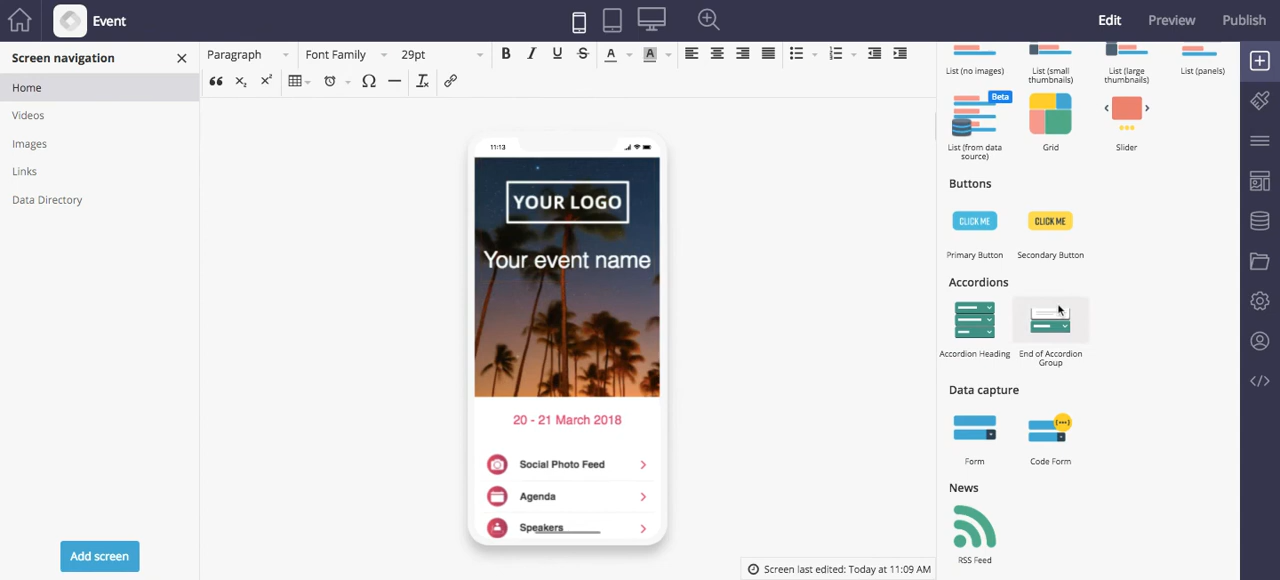 Event
Edit
Preview
Publish
Screen navigation
Home
Videos
Images
Links
Data Directory
Add screen
Paragraph
Font Family
29pt
B I U S A A
x₂ x²
11:13
YOUR LOGO
Your event name
20 - 21 March 2018
Social Photo Feed
Agenda
Speakers
Screen last edited: Today at 11:09 AM
List (no images)
List (small
thumbnails)
List (large
thumbnails)
List (panels)
Beta
List (from data
source)
Grid
Slider
Buttons
CLICK ME
CLICK ME
Primary Button
Secondary Button
Accordions
Accordion Heading
End of Accordion
Group
Data capture
Form
Code Form
News
RSS Feed